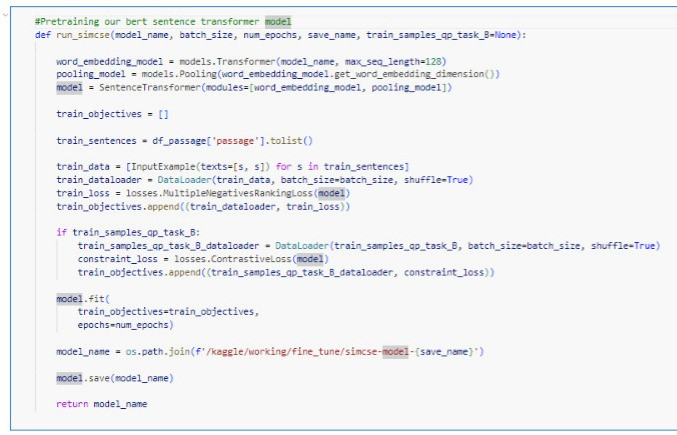 #Pretraining our bert sentence transformer model
def run_simcse(model_name, batch_size, num_epochs, save_name, train_samples_qp_task_B=None):
word_embedding_model = models.Transformer(model_name, max_seq_length=128)
pooling_model = models.Pooling(word_embedding_model.get_word_embedding_dimension())
model = SentenceTransformer(modules=[word_embedding_model, pooling_model])
train_objectives = []
train_sentences = df_passage['passage'].tolist()
train_data = [InputExample(texts=[s, s]) for s in train_sentences]
train_dataloader = DataLoader(train_data, batch_size=batch_size, shuffle=True)
train_loss = losses.MultipleNegativesRankingLoss(model)
train_objectives.append((train_dataloader, train_loss))
if train_samples_qp_task_B:
train_samples_qp_task_B_dataloader = DataLoader(train_samples_qp_task_B, batch_size=batch_size, shuffle=True)
constraint_loss = losses.ContrastiveLoss(model)
train_objectives.append((train_samples_qp_task_B_dataloader, constraint_loss))
model.fit(
train_objectives=train_objectives,
epochs=num_epochs)
model_name = os.path.join(f'/kaggle/working/fine_tune/simcse-model-{save_name}')
model.save(model_name)
return model_name